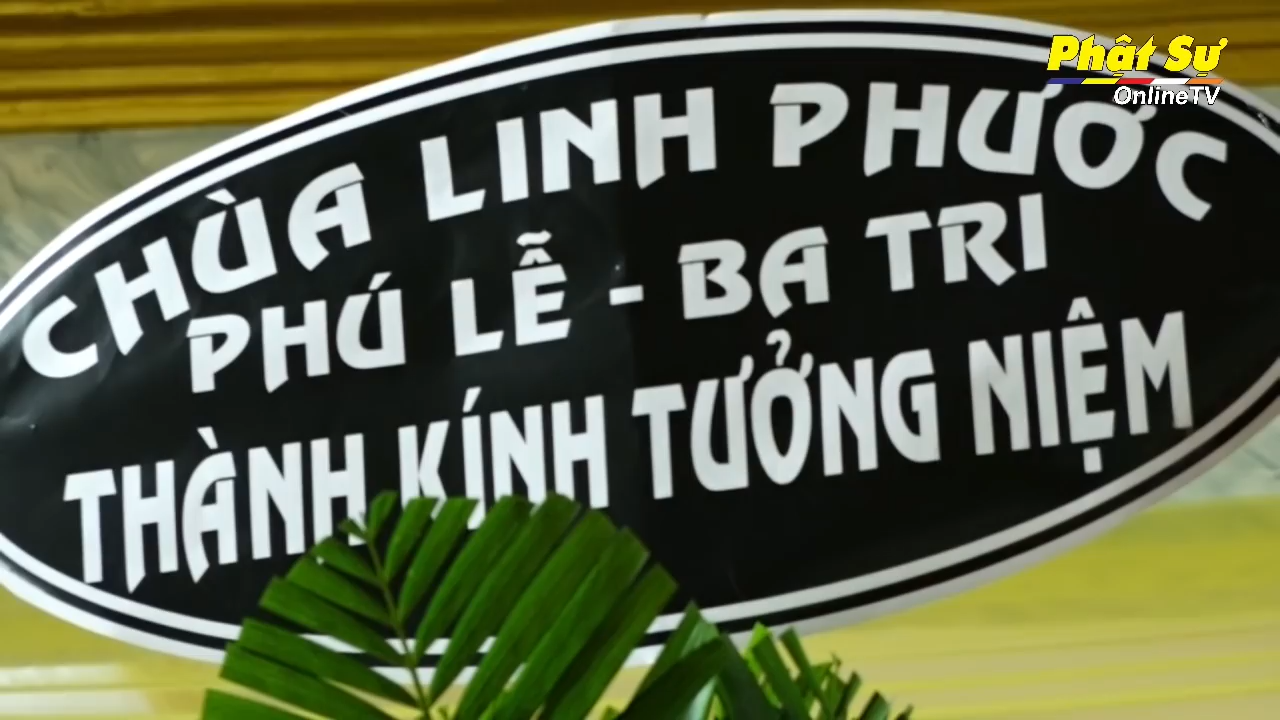 Phật Sự
OnlineTV
CHÙA LINH PHƯỚC
PHÚ LỄ - BA TRI
THÀNH KÍNH TƯỞNG NIỆM